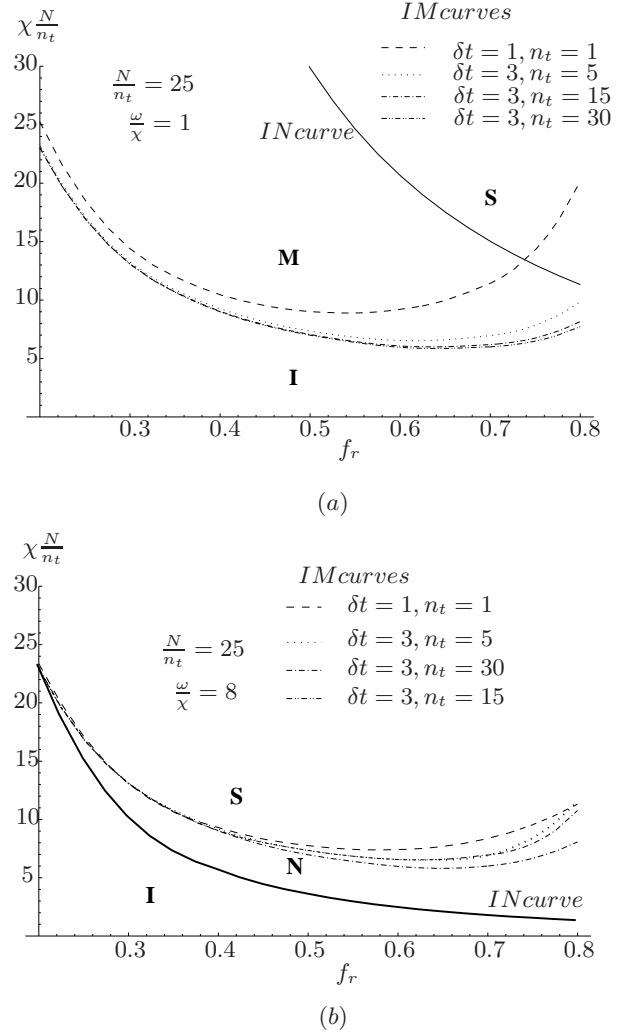 χ N/n_t
IMcurves
δt = 1, n_t = 1
δt = 3, n_t = 5
δt = 3, n_t = 15
δt = 3, n_t = 30
N/n_t = 25
ω/χ = 1
INcurve
30
25
20
15
10
5
S
M
I
0.3 0.4 0.5 0.6 0.7 0.8
f_r
(a)
χ N/n_t
IMcurves
δt = 1, n_t = 1
δt = 3, n_t = 5
δt = 3, n_t = 30
δt = 3, n_t = 15
N/n_t = 25
ω/χ = 8
30
25
20
15
10
5
S
N
I
INcurve
0.3 0.4 0.5 0.6 0.7 0.8
f_r
(b)